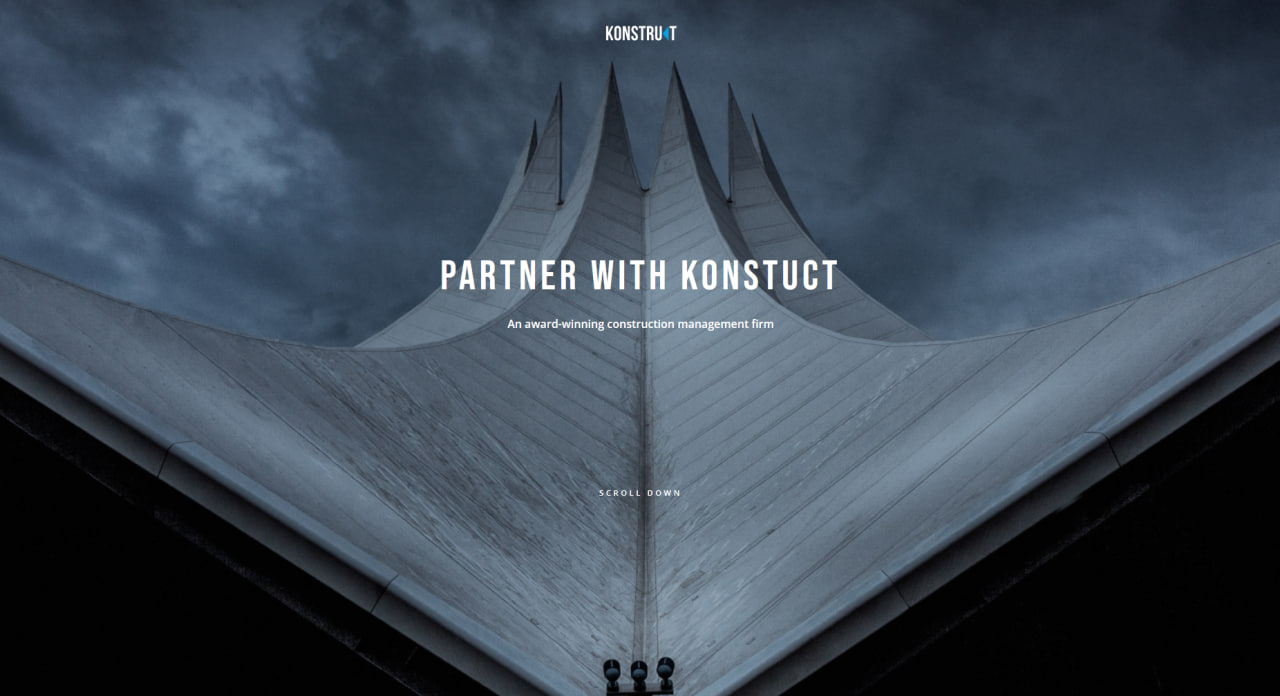 KONSTRUCT
PARTNER WITH KONSTUCT
An award-winning construction management firm
SCROLL DOWN